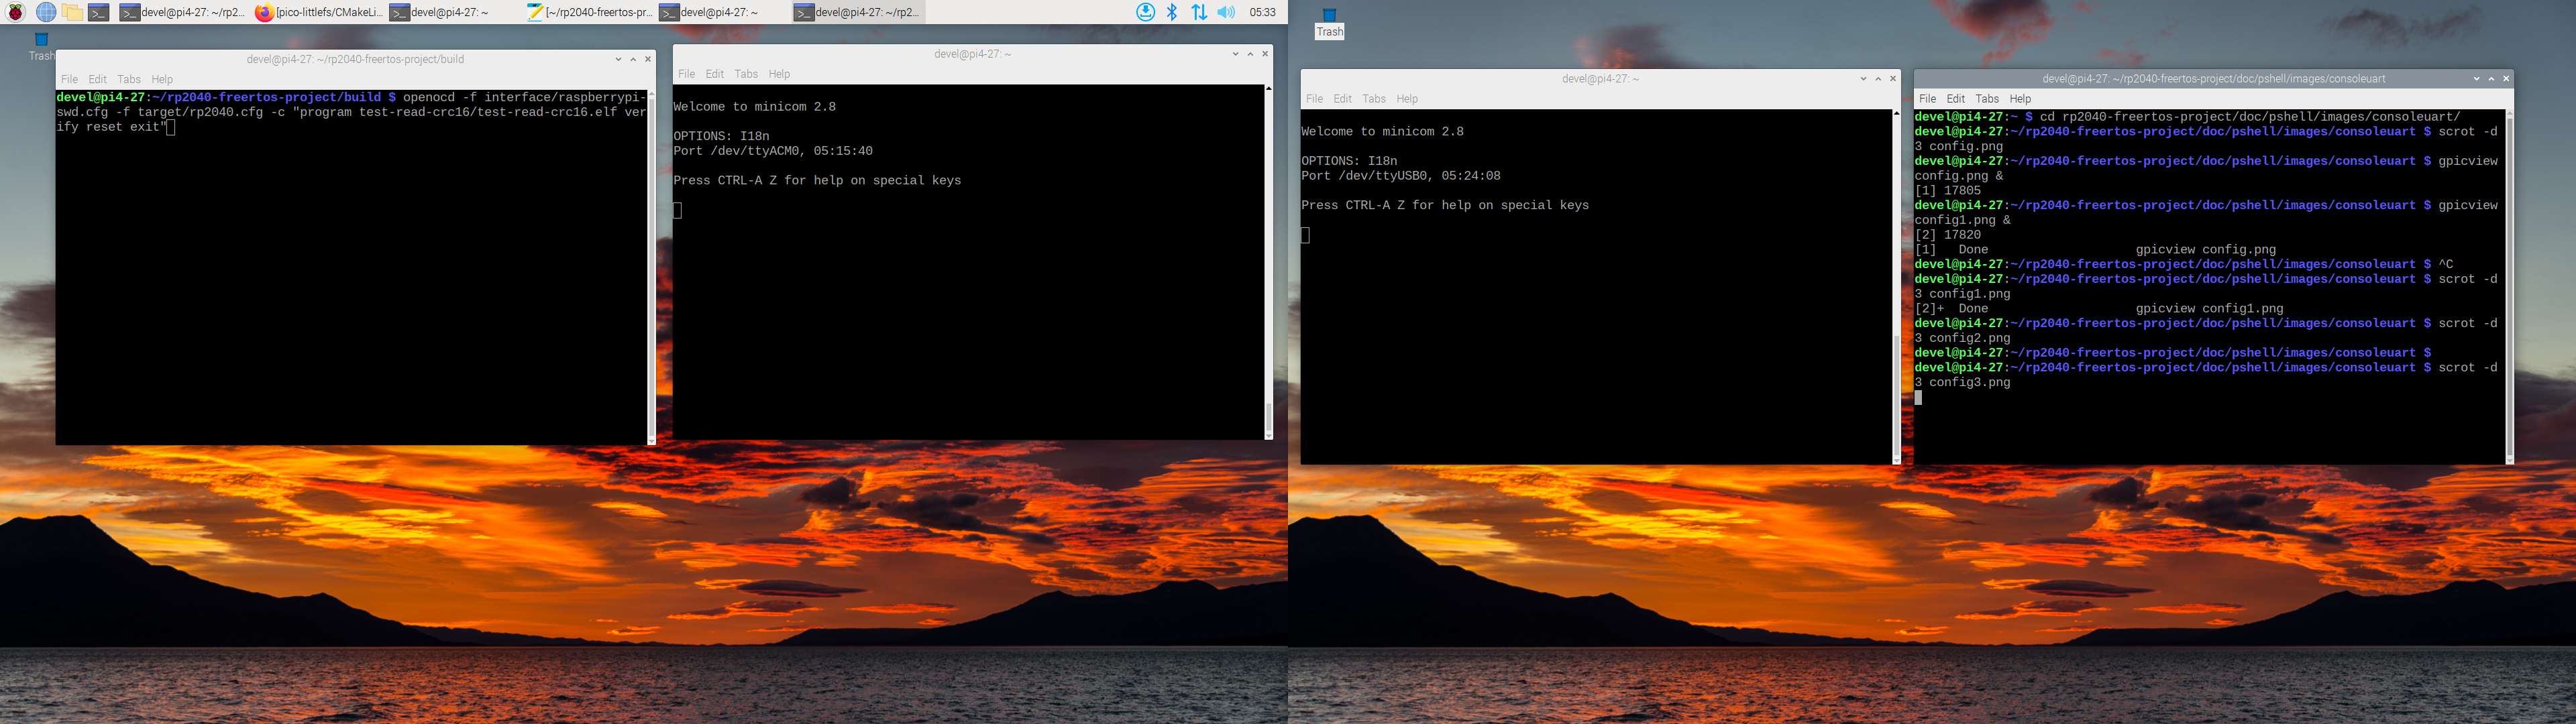 devel@pi4-27: ~/rp2...
[pico-littlefs/CMakeLi...
devel@pi4-27: ~
[~/rp2040-freertos-pr...
devel@pi4-27: ~
devel@pi4-27: ~/rp2...
05:33
Trash
devel@pi4-27: ~/rp2040-freertos-project/build
File Edit Tabs Help
devel@pi4-27:~/rp2040-freertos-project/build $ openocd -f interface/raspberrypi-
swd.cfg -f target/rp2040.cfg -c "program test-read-crc16/test-read-crc16.elf ver
ify reset exit"
devel@pi4-27: ~
File Edit Tabs Help
Welcome to minicom 2.8
OPTIONS: I18n
Port /dev/ttyACM0, 05:15:40
Press CTRL-A Z for help on special keys
Trash
devel@pi4-27: ~
File Edit Tabs Help
Welcome to minicom 2.8
OPTIONS: I18n
Port /dev/ttyUSB0, 05:24:08
Press CTRL-A Z for help on special keys
devel@pi4-27: ~/rp2040-freertos-project/doc/pshell/images/consoleuart
File Edit Tabs Help
devel@pi4-27:~ $ cd rp2040-freertos-project/doc/pshell/images/consoleuart/
devel@pi4-27:~/rp2040-freertos-project/doc/pshell/images/consoleuart $ scrot -d
3 config.png
devel@pi4-27:~/rp2040-freertos-project/doc/pshell/images/consoleuart $ gpicview
config.png &
[1] 17805
devel@pi4-27:~/rp2040-freertos-project/doc/pshell/images/consoleuart $ gpicview
config1.png &
[2] 17820
[1]   Done                    gpicview config.png
devel@pi4-27:~/rp2040-freertos-project/doc/pshell/images/consoleuart $ ^C
devel@pi4-27:~/rp2040-freertos-project/doc/pshell/images/consoleuart $ scrot -d
3 config1.png
[2]+  Done                    gpicview config1.png
devel@pi4-27:~/rp2040-freertos-project/doc/pshell/images/consoleuart $ scrot -d
3 config2.png
devel@pi4-27:~/rp2040-freertos-project/doc/pshell/images/consoleuart $
devel@pi4-27:~/rp2040-freertos-project/doc/pshell/images/consoleuart $ scrot -d
3 config3.png